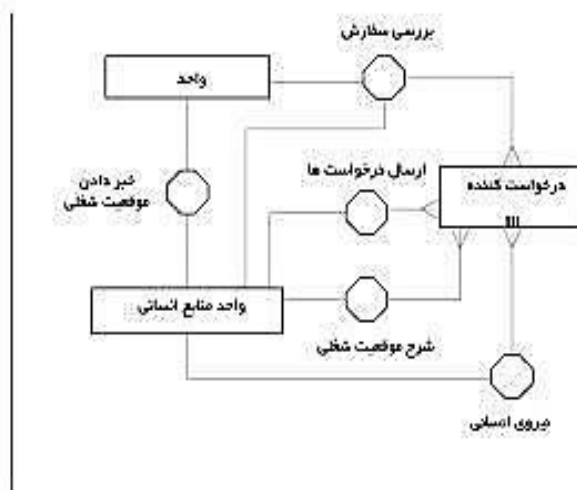 بررسی سفارش
واحد
ارسال درخواست ها
درخواست کننده
خبر دادن
موقعیت شغلی
واحد منابع انسانی
شرح موقعیت شغلی
نیروی انسانی